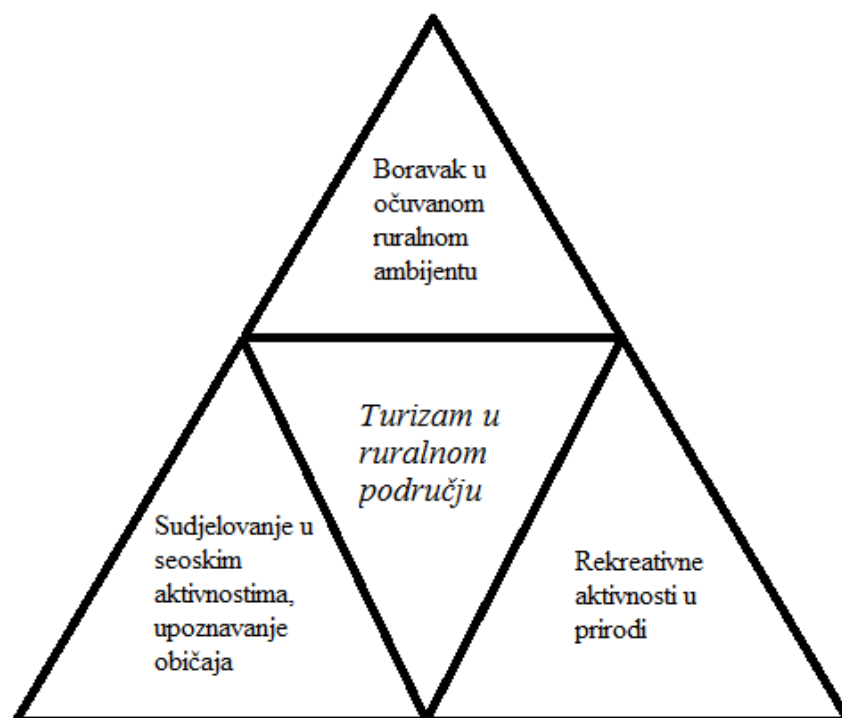 Boravak u
očuvanom
ruralnom
ambijentu
Turizam u
ruralnom
području
Sudjelovanje u
seoskim
aktivnostima,
upoznavanje
običaja
Rekreativne
aktivnosti u
prirodi